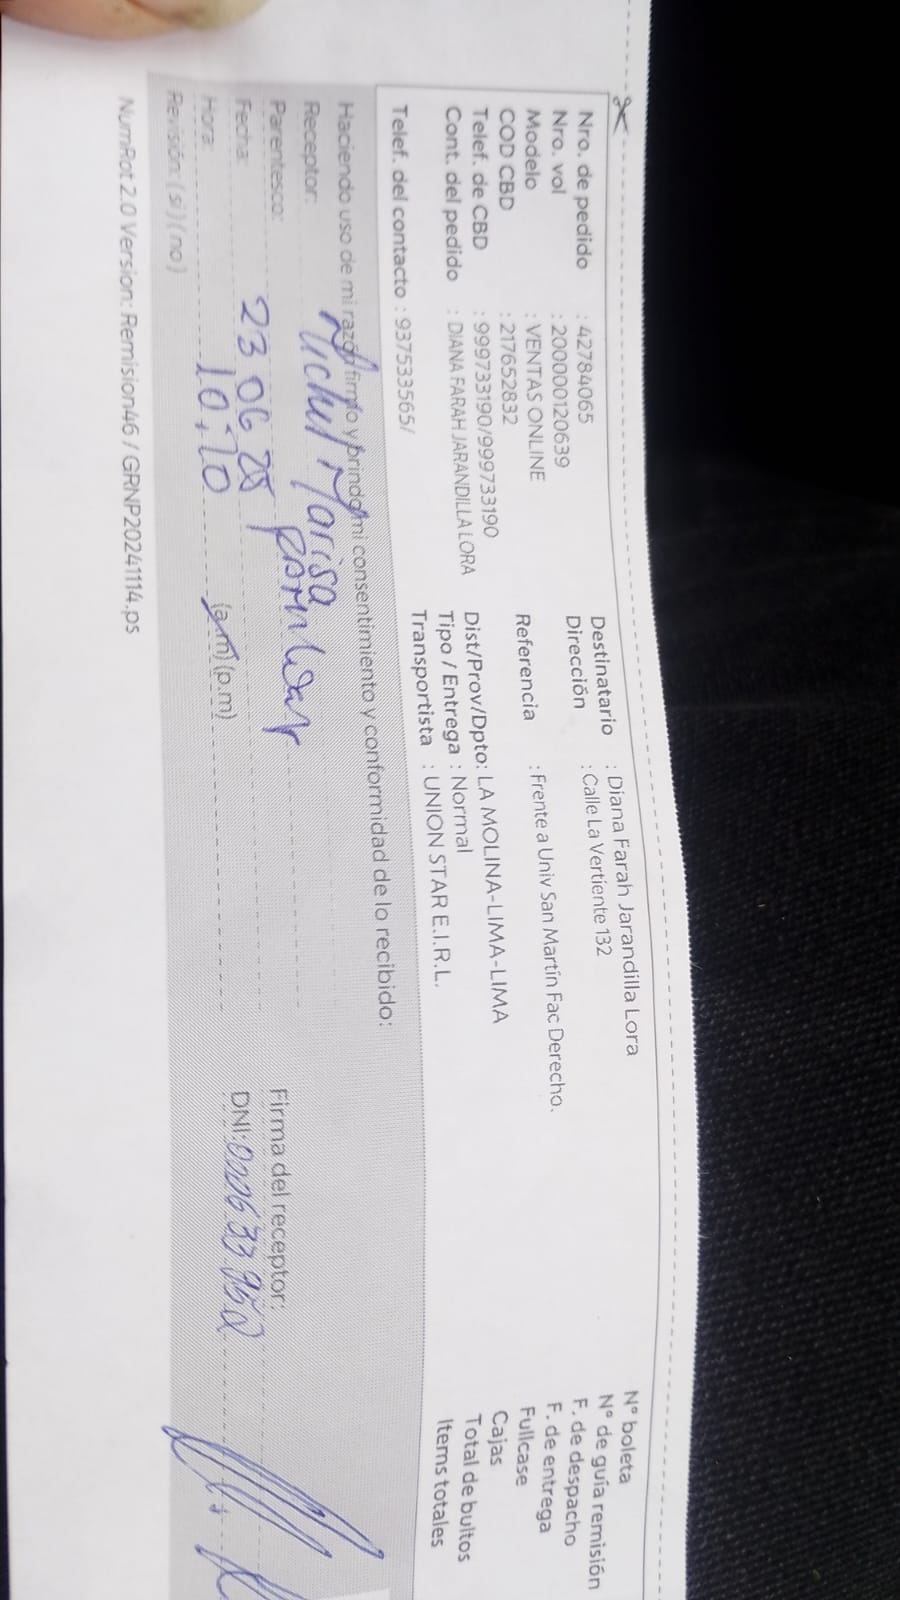 Nro. de pedido : 42784065
Nro. vol : 200000120639
Modelo : VENTAS ONLINE
COD CBD : 217652832
Telef. de CBD : 999733190/999733190
Cont. del pedido : DIANA FARAH JARANDILLA LORA
Telef. del contacto : 937533565/
Destinatario : Diana Farah Jarandilla Lora
Dirección : Calle La Vertiente 132
Referencia : Frente a Univ San Martín Fac Derecho.
Dist/Prov/Dpto: LA MOLINA-LIMA-LIMA
Tipo / Entrega : Normal
Transportista : UNION STAR E.I.R.L.
N° boleta
N° de guía remisión
F. de despacho
F. de entrega
Fullcase
Cajas
Total de bultos
Items totales
Haciendo uso de mi razón firmo y brindo mi consentimiento y conformidad de lo recibido:
Receptor: Marisa
Parentesco:
Fecha: 23 06 25
Hora: 10:20 (a.m) (p.m)
Revisión: (si) (no)
Firma del receptor:
DNI:
NumRot 2.0 Version: Remision46 / GRNP20241114.ps